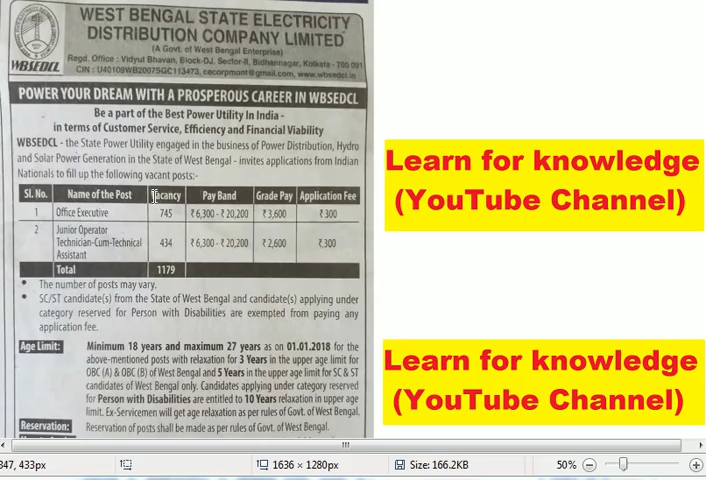 WEST BENGAL STATE ELECTRICITY
DISTRIBUTION COMPANY LIMITED
(A Govt. of West Bengal Enterprise)
Regd. Office : Vidyut Bhavan, Block-DJ, Sector-II, Bidhannagar, Kolkata - 700 091
CIN : U40109WB2007SGC113473, cecorpmont@gmail.com, www.wbsedcl.in
WBSEDCL
POWER YOUR DREAM WITH A PROSPEROUS CAREER IN WBSEDCL
Be a part of the Best Power Utility In India -
in terms of Customer Service, Efficiency and Financial Viability
WBSEDCL - the State Power Utility engaged in the business of Power Distribution, Hydro
and Solar Power Generation in the State of West Bengal - invites applications from Indian
Nationals to fill up the following vacant posts:-
Sl. No. Name of the Post Vacancy Pay Band Grade Pay Application Fee
1 Office Executive 745 ₹ 6,300 - ₹ 20,200 ₹ 3,600 ₹ 300
2 Junior Operator
Technician-Cum-Technical 434 ₹ 6,300 - ₹ 20,200 ₹ 2,600 ₹ 300
Assistant
Total 1179
• The number of posts may vary.
• SC/ST candidate(s) from the State of West Bengal and candidate(s) applying under
category reserved for Person with Disabilities are exempted from paying any
application fee.
Age Limit: Minimum 18 years and maximum 27 years as on 01.01.2018 for the
above-mentioned posts with relaxation for 3 Years in the upper age limit for
OBC (A) & OBC (B) of West Bengal and 5 Years in the upper age limit for SC & ST
candidates of West Bengal only. Candidates applying under category reserved
for Person with Disabilities are entitled to 10 Years relaxation in upper age
limit. Ex-Servicemen will get age relaxation as per rules of Govt. of West Bengal.
Reservation: Reservation of posts shall be made as per rules of Govt. of West Bengal.
Learn for knowledge
(YouTube Channel)
Learn for knowledge
(YouTube Channel)
347, 433px 1636 × 1280px Size: 166.2KB 50%